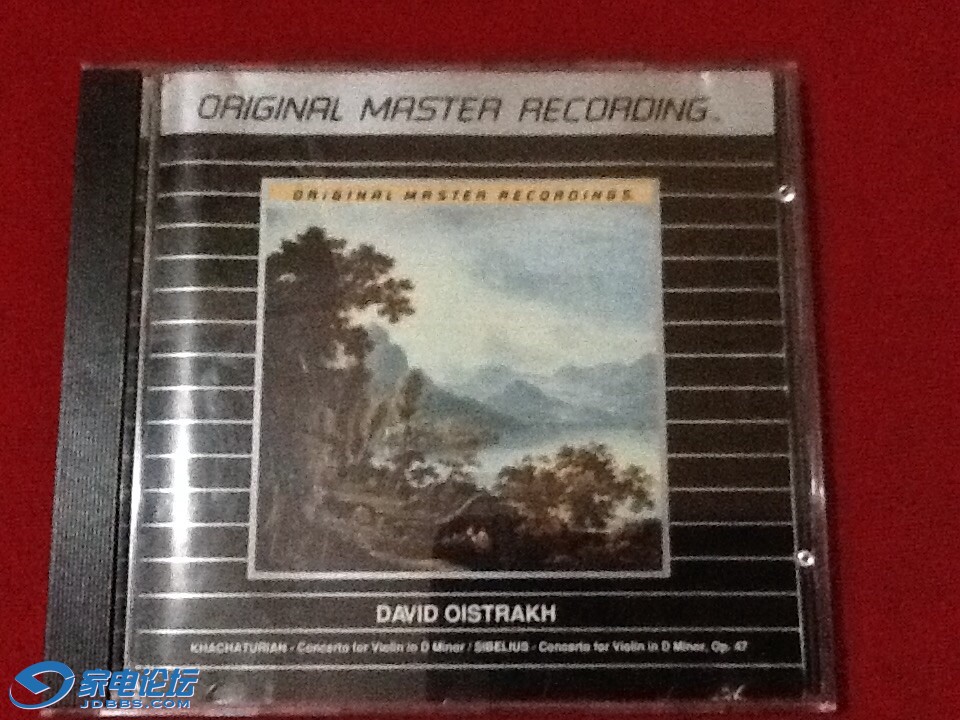 ORIGINAL MASTER RECORDING
ORIGINAL MASTER RECORDINGS
DAVID OISTRAKH
KHACHATURIAN - Concerto for Violin in D Minor / SIBELIUS - Concerto for Violin in D Minor, Op. 47
家电论坛
JDBBS.COM